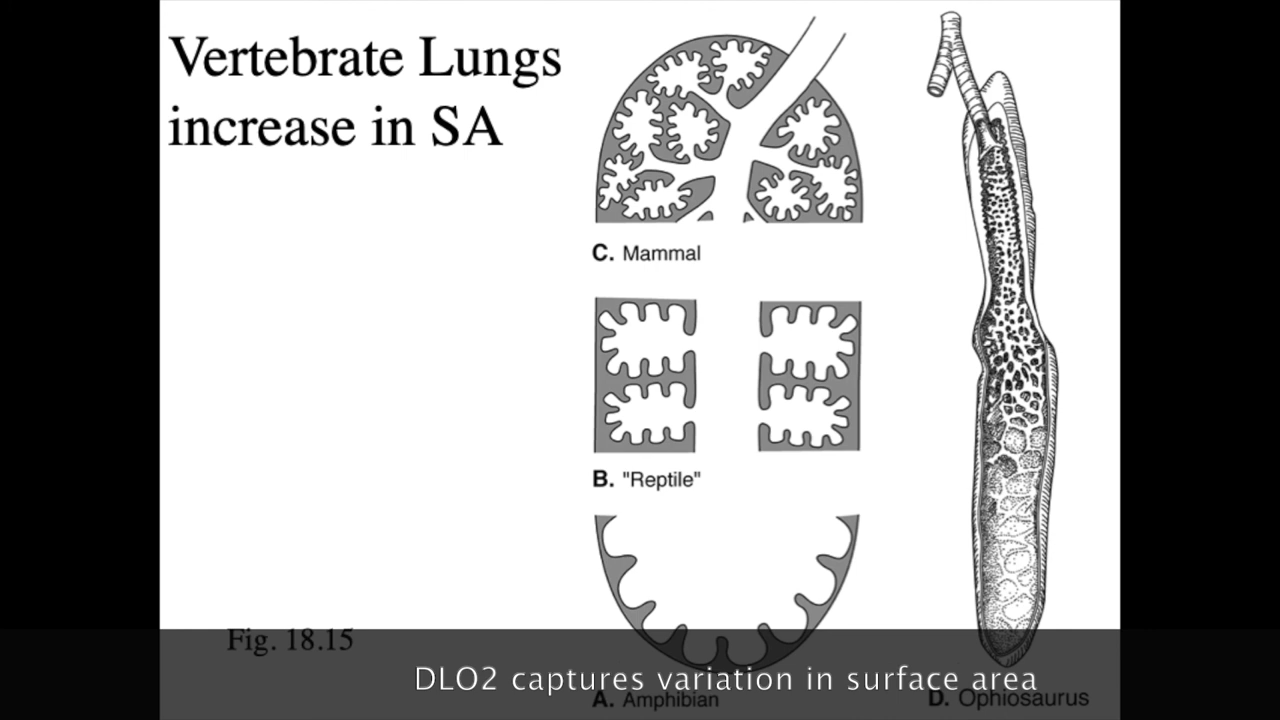 Vertebrate Lungs
increase in SA
C. Mammal
B. "Reptile"
Fig. 18.15
DLO2 captures variation in surface area
A. Amphibian
D. Ophiosaurus